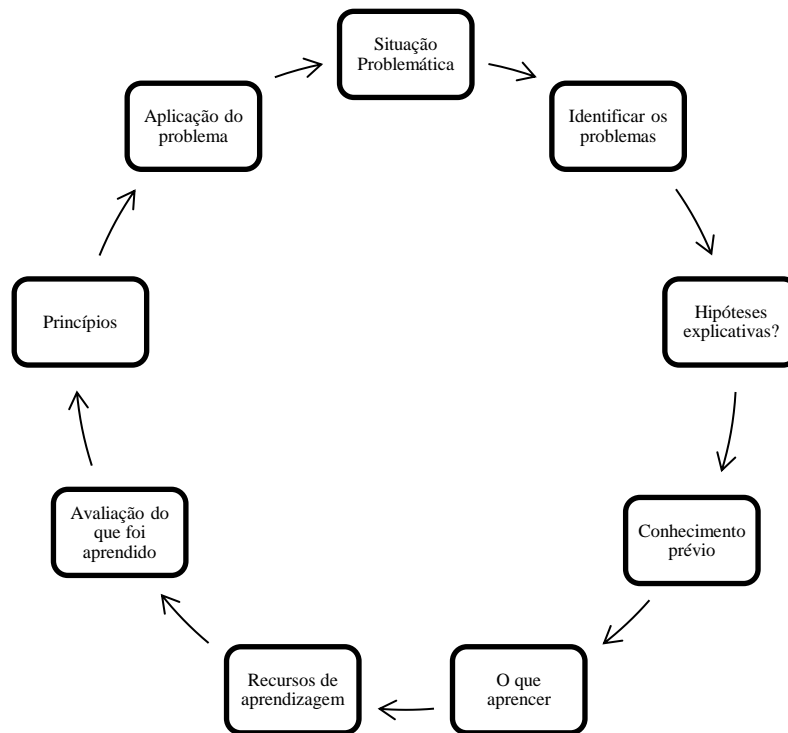 Situação
Problemática
Identificar os
problemas
Hipóteses
explicativas?
Conhecimento
prévio
O que
aprencer
Recursos de
aprendizagem
Avaliação do
que foi
aprendido
Princípios
Aplicação do
problema